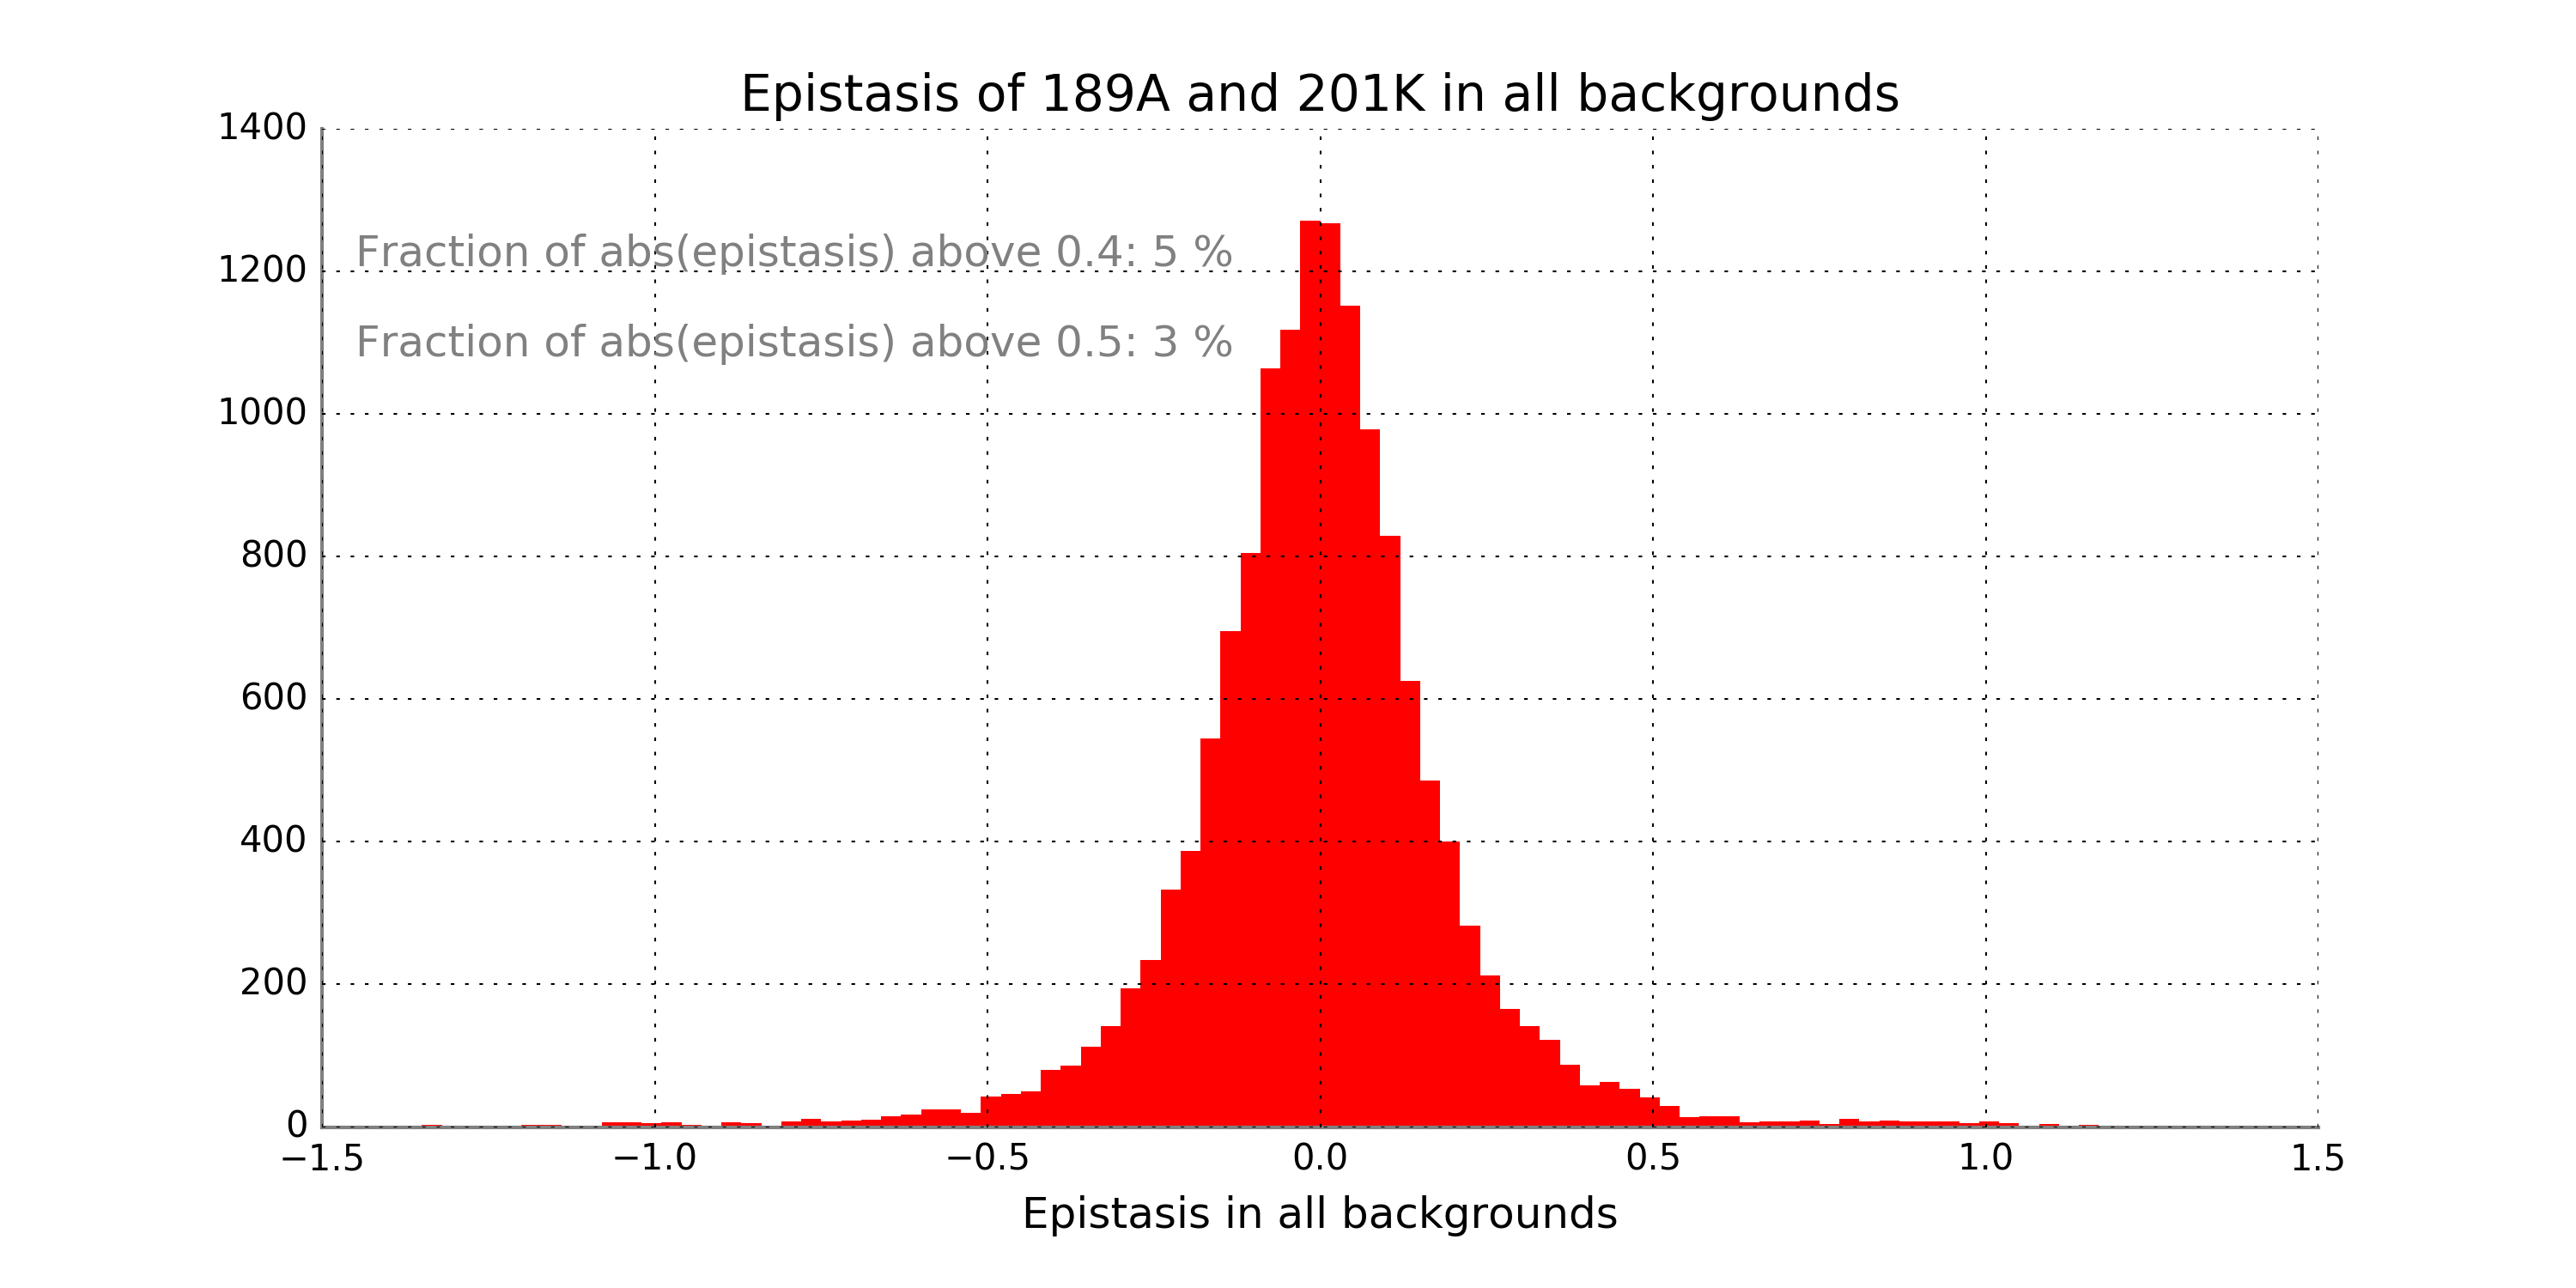 Epistasis of 189A and 201K in all backgrounds
1400
1200
1000
800
600
400
200
0
Fraction of abs(epistasis) above 0.4: 5 %
Fraction of abs(epistasis) above 0.5: 3 %
−1.5 −1.0 −0.5 0.0 0.5 1.0 1.5
Epistasis in all backgrounds